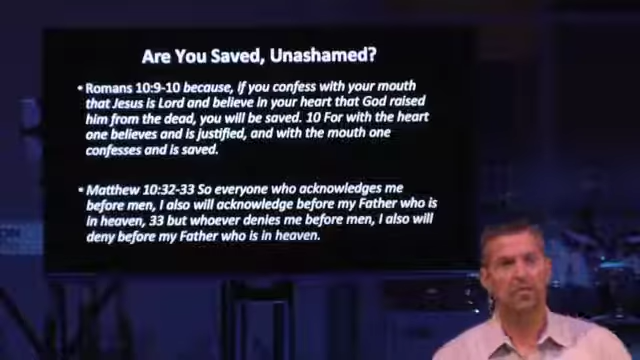 Are You Saved, Unashamed?
• Romans 10:9-10 because, if you confess with your mouth
that Jesus is Lord and believe in your heart that God raised
him from the dead, you will be saved. 10 For with the heart
one believes and is justified, and with the mouth one
confesses and is saved.
• Matthew 10:32-33 So everyone who acknowledges me
before men, I also will acknowledge before my Father who is
in heaven, 33 but whoever denies me before men, I also will
deny before my Father who is in heaven.